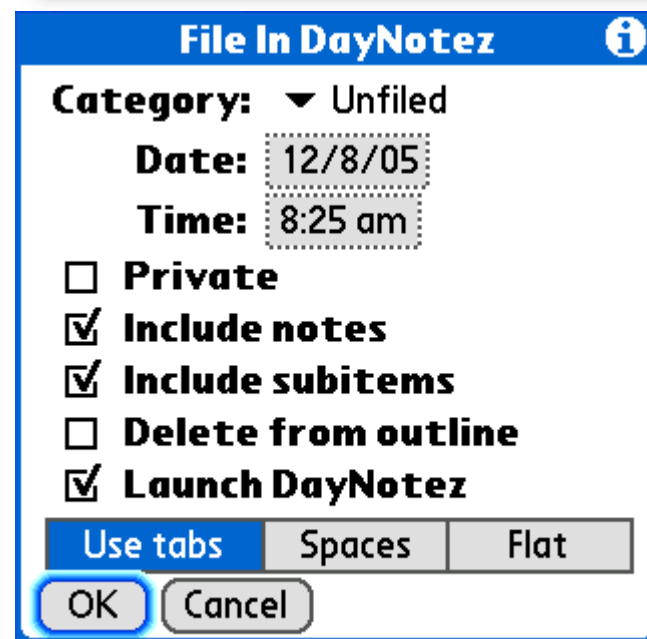 File In DayNotez
Category: Unfiled
Date: 12/8/05
Time: 8:25 am
Private
Include notes
Include subitems
Delete from outline
Launch DayNotez
Use tabs Spaces Flat
OK Cancel